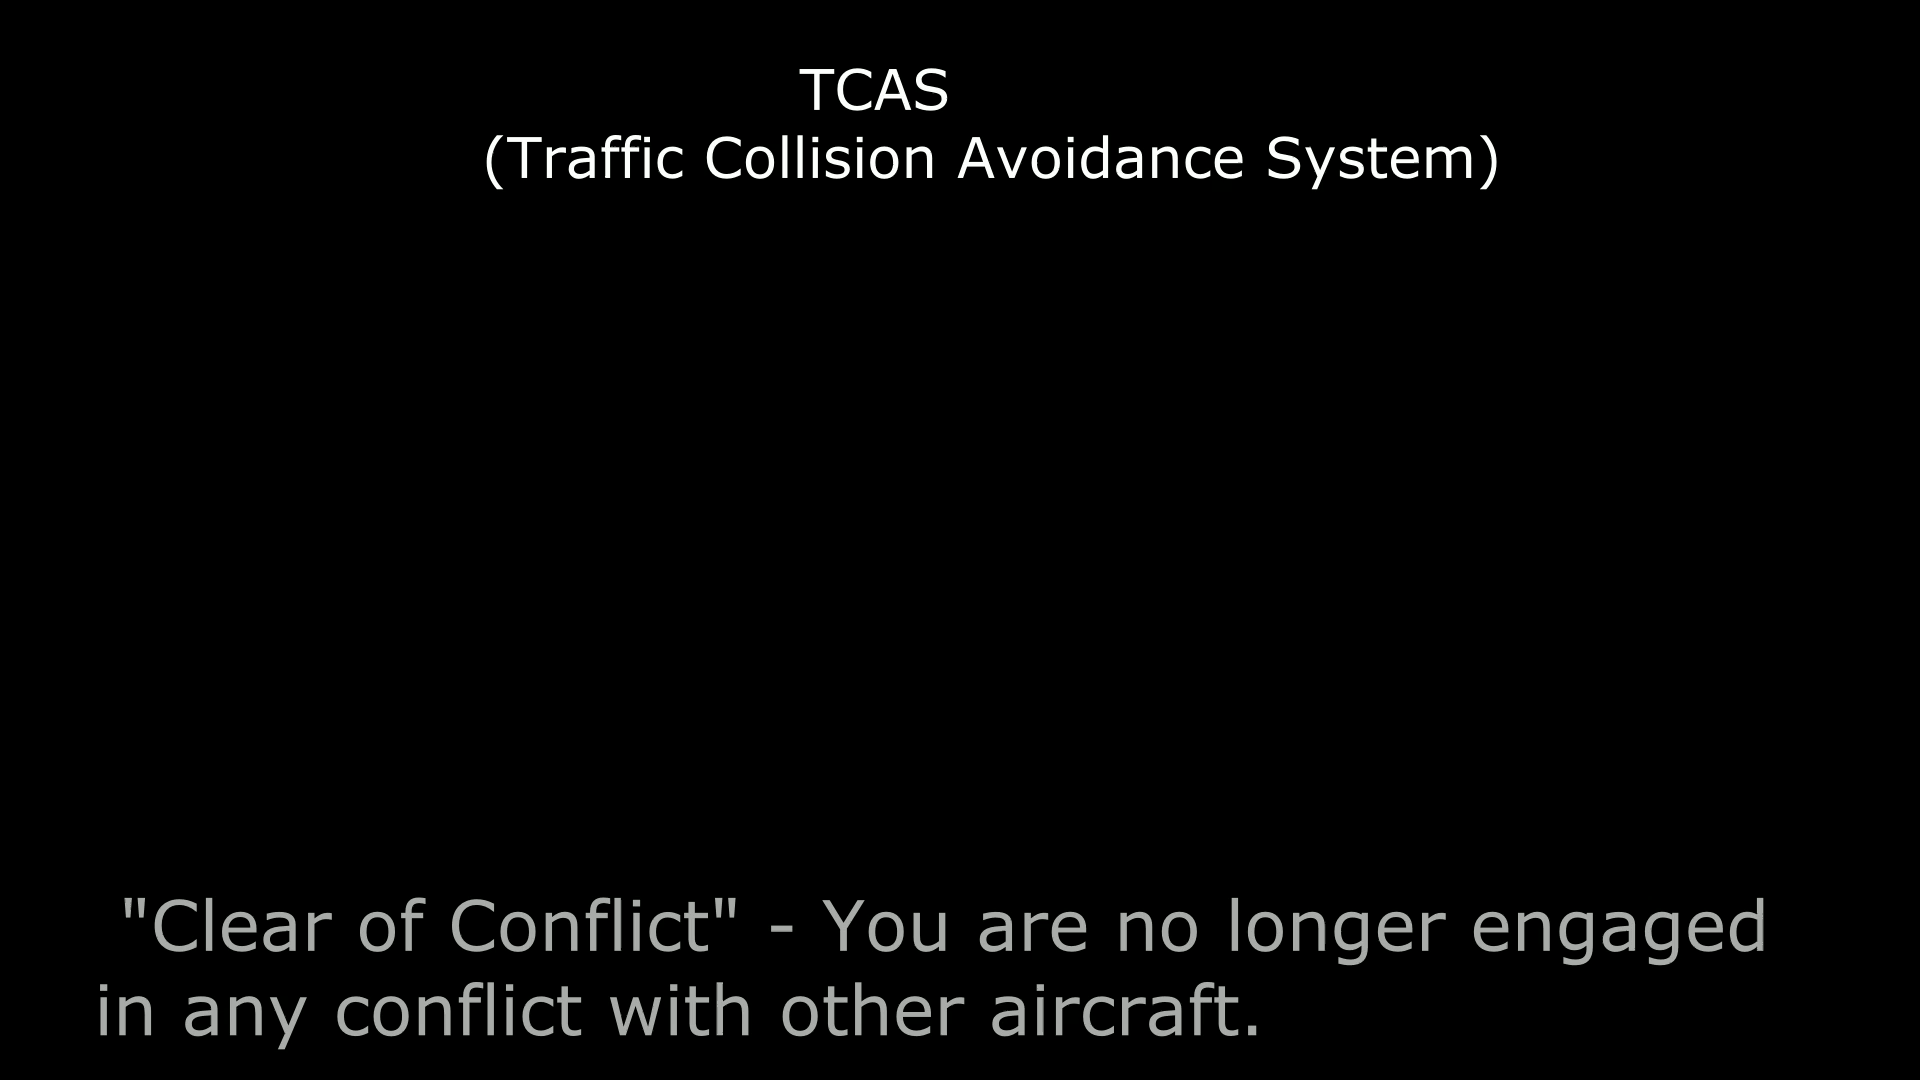 TCAS
(Traffic Collision Avoidance System)
"Clear of Conflict" - You are no longer engaged
in any conflict with other aircraft.